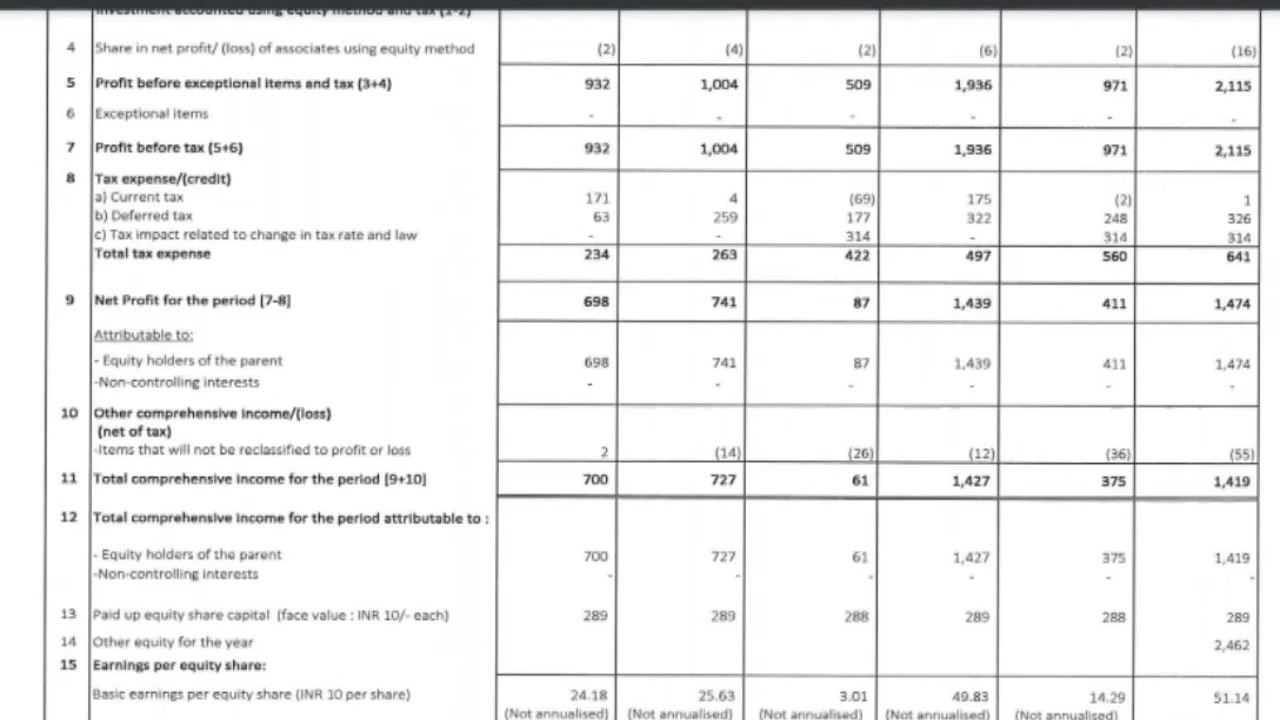 Investment accounted using equity method and tax (1-2)
4 Share in net profit/ (loss) of associates using equity method (2) (4) (2) (6) (2) (16)
5 Profit before exceptional items and tax (3+4) 932 1,004 509 1,936 971 2,115
6 Exceptional items - - - - - -
7 Profit before tax (5+6) 932 1,004 509 1,936 971 2,115
8 Tax expense/(credit)
a) Current tax 171 4 (69) 175 (2) 1
b) Deferred tax 63 259 177 322 248 326
c) Tax impact related to change in tax rate and law - - 314 - 314 314
Total tax expense 234 263 422 497 560 641
9 Net Profit for the period [7-8] 698 741 87 1,439 411 1,474
Attributable to:
- Equity holders of the parent 698 741 87 1,439 411 1,474
-Non-controlling interests - - - - - -
10 Other comprehensive income/(loss)
(net of tax)
-Items that will not be reclassified to profit or loss 2 (14) (26) (12) (36) (55)
11 Total comprehensive income for the period [9+10] 700 727 61 1,427 375 1,419
12 Total comprehensive income for the period attributable to :
- Equity holders of the parent 700 727 61 1,427 375 1,419
-Non-controlling interests - - - - - -
13 Paid up equity share capital (face value : INR 10/- each) 289 289 288 289 288 289
14 Other equity for the year 2,462
15 Earnings per equity share:
Basic earnings per equity share (INR 10 per share) 24.18 25.63 3.01 49.83 14.29 51.14
(Not annualised) (Not annualised) (Not annualised) (Not annualised) (Not annualised)